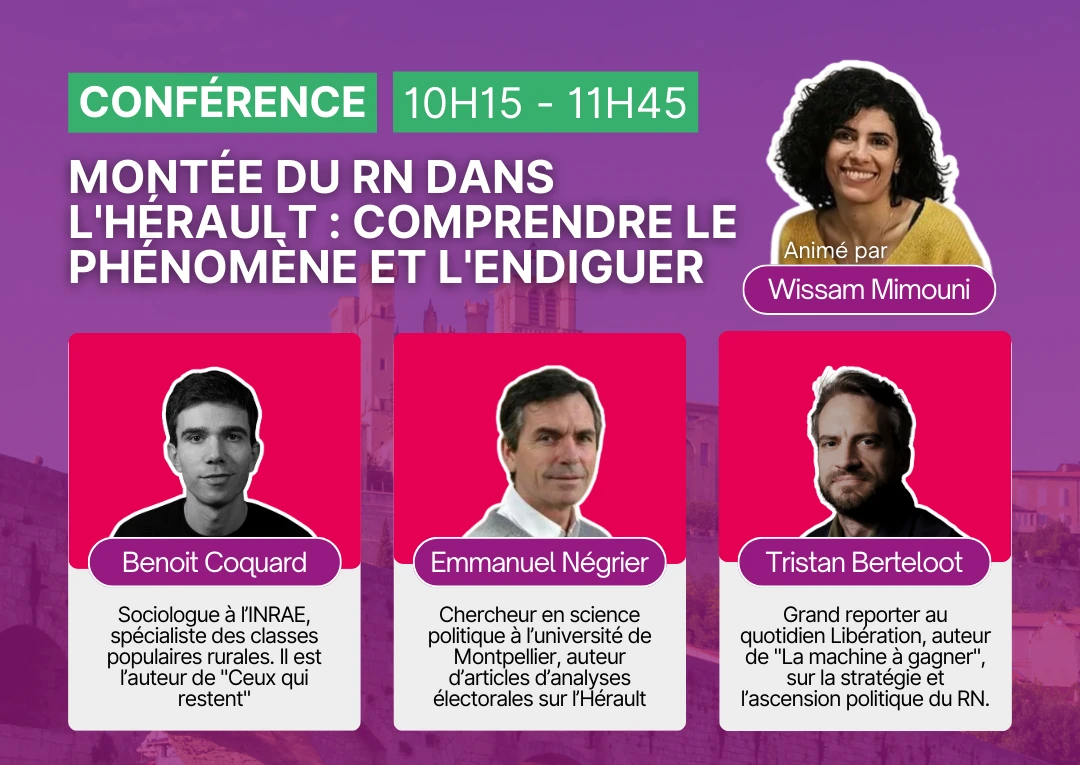 CONFÉRENCE
10H15 - 11H45
MONTÉE DU RN DANS
L'HÉRAULT : COMPRENDRE LE
PHÉNOMÈNE ET L'ENDIGUER
Animé par
Wissam Mimouni
Benoit Coquard
Sociologue à l’INRAE,
spécialiste des classes
populaires rurales. Il est
l’auteur de "Ceux qui
restent"
Emmanuel Négrier
Chercheur en science
politique à l’université de
Montpellier, auteur
d’articles d’analyses
électorales sur l’Hérault
Tristan Berteloot
Grand reporter au
quotidien Libération, auteur
de "La machine à gagner",
sur la stratégie et
l’ascension politique du RN.